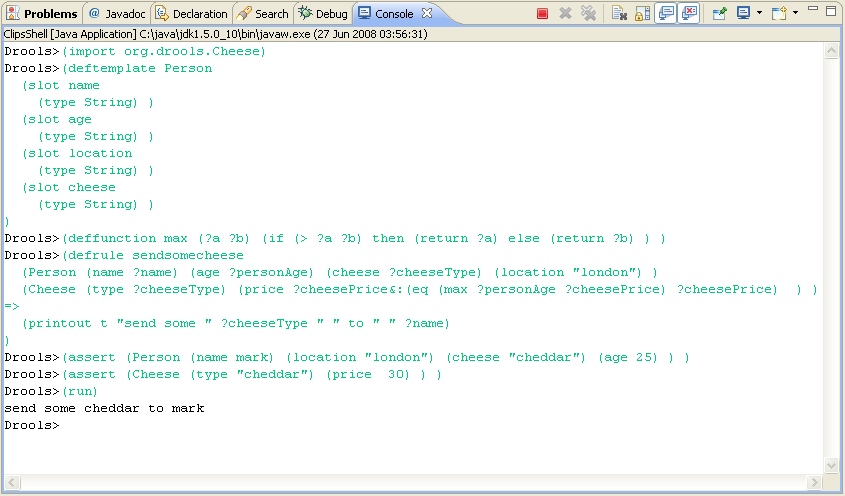 Problems @ Javadoc Declaration Search Debug Console
ClipsShell [Java Application] C:\java\jdk1.5.0_10\bin\javaw.exe (27 Jun 2008 03:56:31)
Drools>(import org.drools.Cheese)
Drools>(deftemplate Person
  (slot name
    (type String) )
  (slot age
    (type String) )
  (slot location
    (type String) )
  (slot cheese
    (type String) )
)
Drools>(deffunction max (?a ?b) (if (> ?a ?b) then (return ?a) else (return ?b) ) )
Drools>(defrule sendsomecheese
  (Person (name ?name) (age ?personAge) (cheese ?cheeseType) (location "london") )
  (Cheese (type ?cheeseType) (price ?cheesePrice&:(eq (max ?personAge ?cheesePrice) ?cheesePrice)  ) )
=>
  (printout t "send some " ?cheeseType " " to " " ?name)
)
Drools>(assert (Person (name mark) (location "london") (cheese "cheddar") (age 25) ) )
Drools>(assert (Cheese (type "cheddar") (price  30) ) )
Drools>(run)
send some cheddar to mark
Drools>